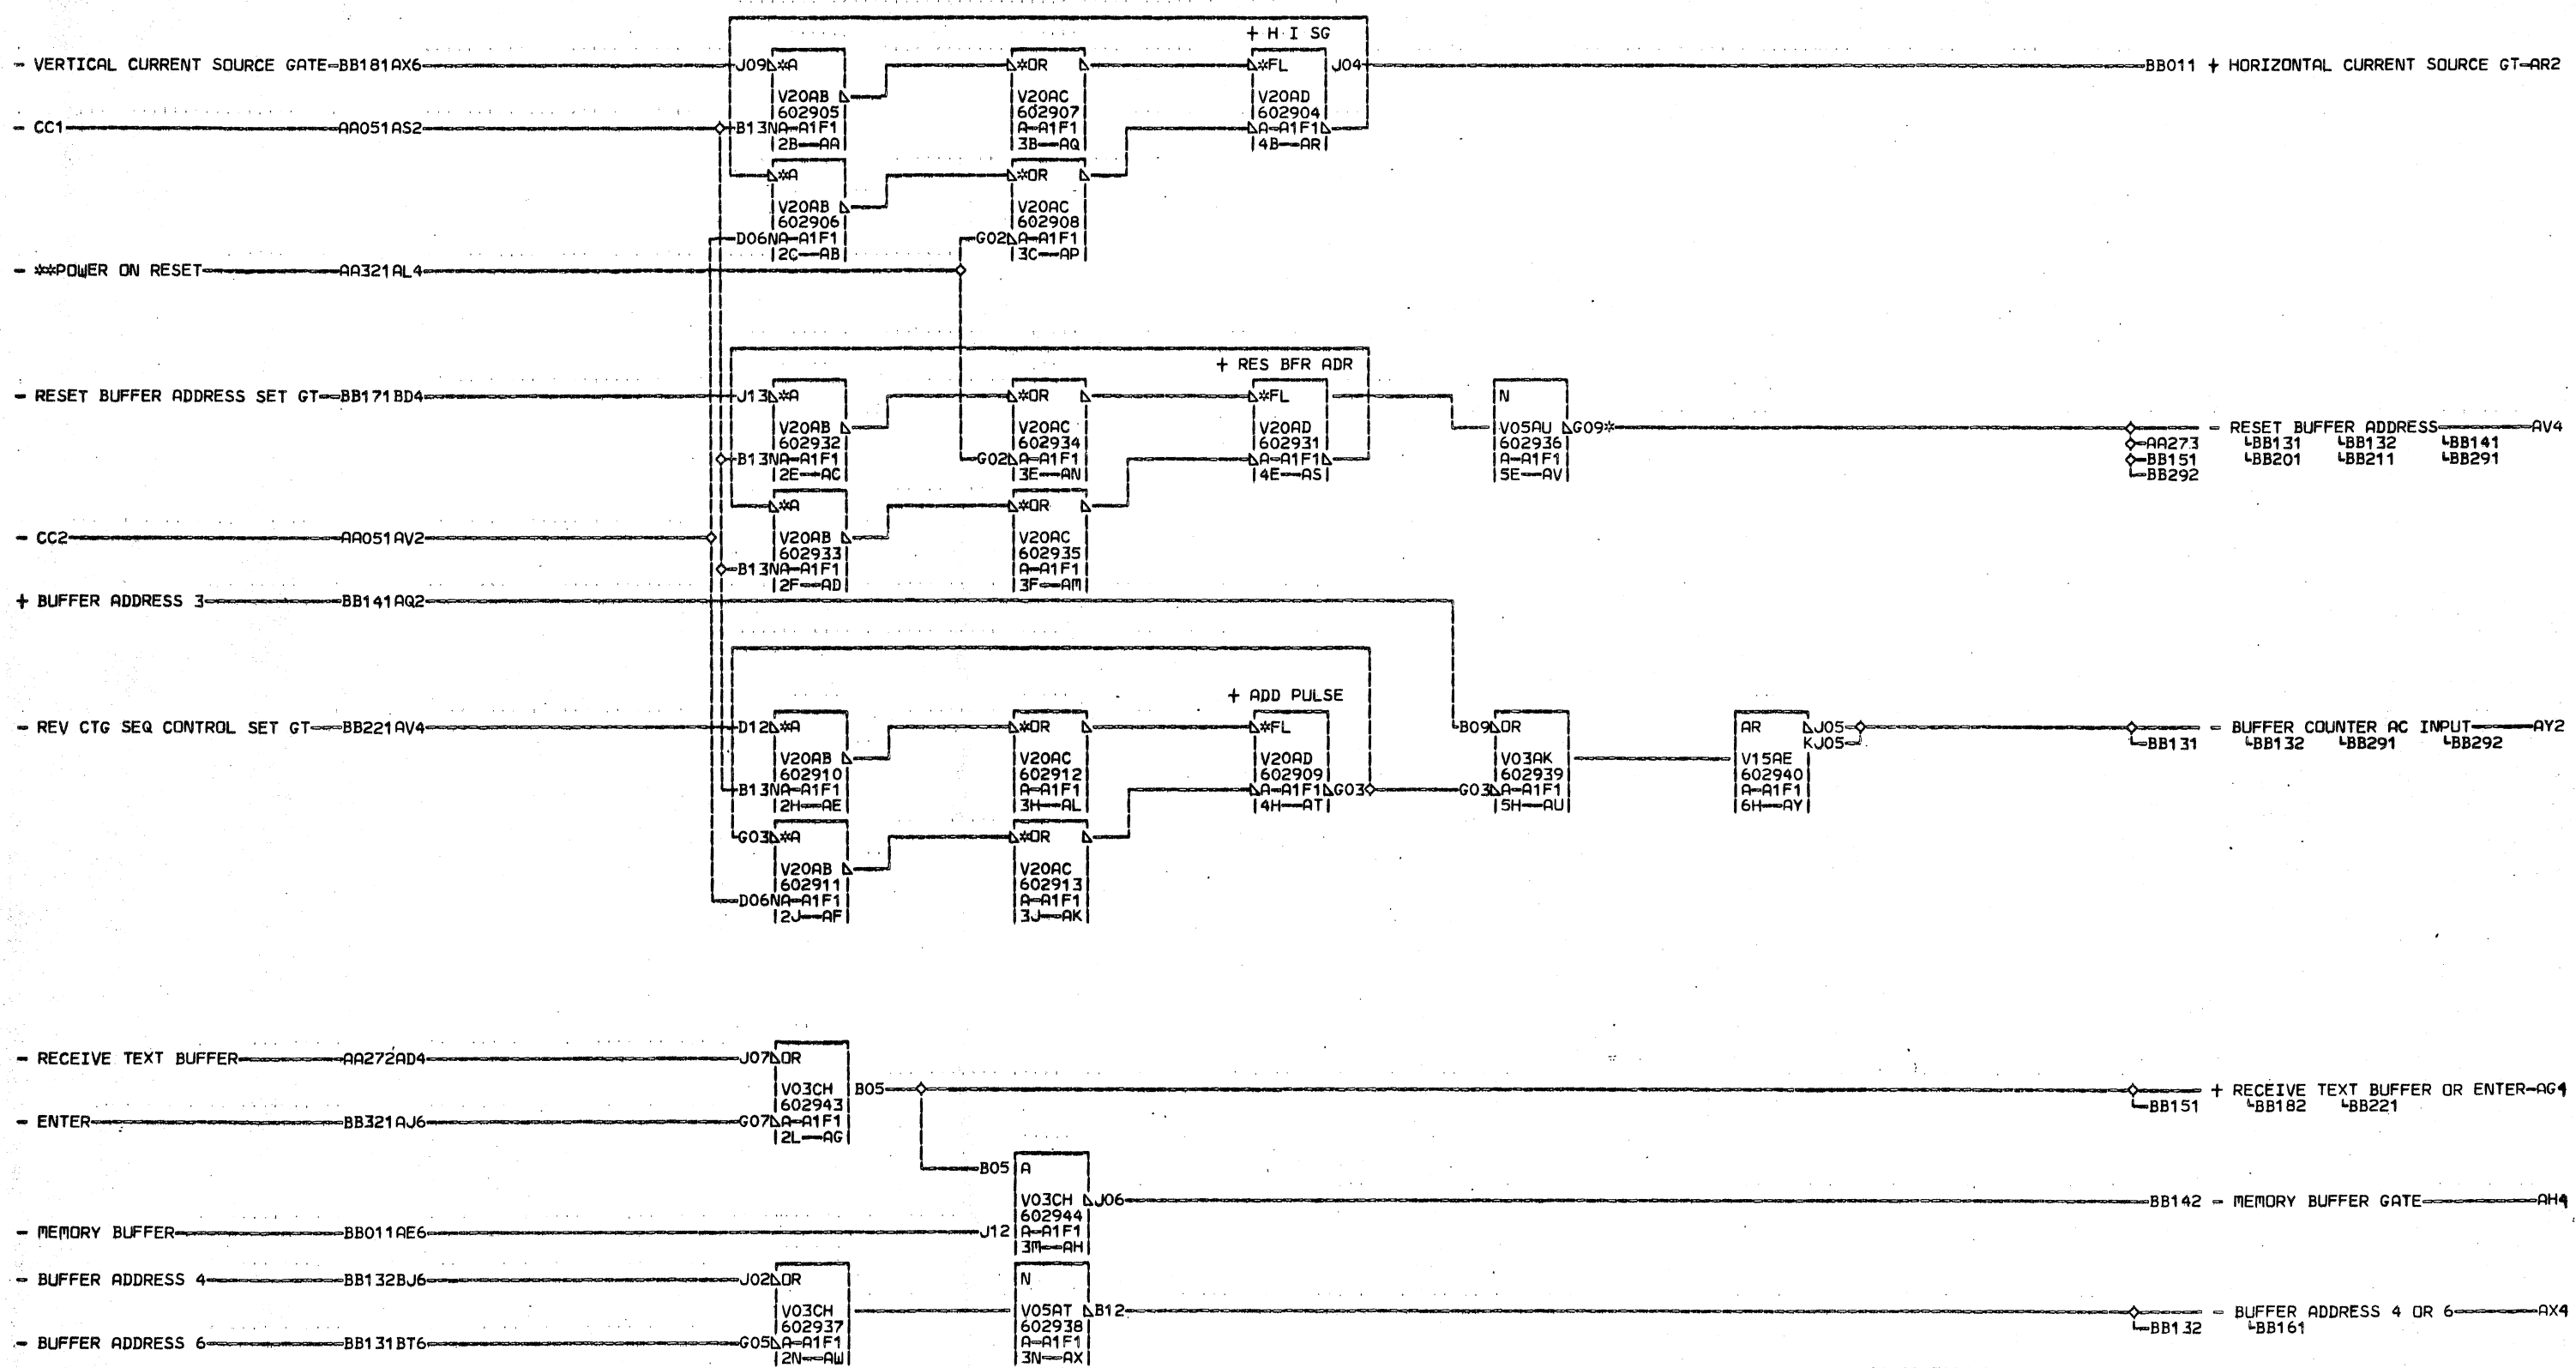 + H I SG
- VERTICAL CURRENT SOURCE GATE BB181AX6 J09 *A *OR *FL J04 BB011 + HORIZONTAL CURRENT SOURCE GT AR2
V20AB V20AC V20AD
602905 602907 602904
- CC1 AA051AS2 B13NA-A1F1 A-A1F1 A-A1F1
2B AA 3B AQ 4B AR
*A *OR
V20AB V20AC
602906 602908
D06NA-A1F1 G02 A-A1F1
2C AB 3C AP
- **POWER ON RESET AA321AL4
+ RES BFR ADR
- RESET BUFFER ADDRESS SET GT BB171BD4 J13 *A *OR *FL N
V20AB V20AC V20AD V05AU G09* - RESET BUFFER ADDRESS AV4
602932 602934 602931 602936 AA273 BB131 BB132 BB141
B13NA-A1F1 G02 A-A1F1 A-A1F1 A-A1F1 BB151 BB201 BB211 BB291
2E AC 3E AN 4E AS 5E AV BB292
*A *OR
- CC2 AA051AV2 V20AB V20AC
602933 602935
B13NA-A1F1 A-A1F1
2F AD 3F AM
+ BUFFER ADDRESS 3 BB141AQ2
+ ADD PULSE
- REV CTG SEQ CONTROL SET GT BB221AV4 D12 *A *OR *FL B09 OR AR J05 - BUFFER COUNTER AC INPUT AY2
KJ05 BB131 BB132 BB291 BB292
V20AB V20AC V20AD V03AK V15AE
602910 602912 602909 602939 602940
B13NA-A1F1 A-A1F1 A-A1F1 G03 G03 A-A1F1 A-A1F1
2H AE 3H AL 4H AT 5H AU 6H AY
G03 *A *OR
V20AB V20AC
602911 602913
D06NA-A1F1 A-A1F1
2J AF 3J AK
- RECEIVE TEXT BUFFER AA272AD4 J07 OR
V03CH B05 + RECEIVE TEXT BUFFER OR ENTER AG4
602943 BB151 BB182 BB221
- ENTER BB321AJ6 G07 A-A1F1
2L AG
B05 A
V03CH J06 BB142 - MEMORY BUFFER GATE AH4
602944
- MEMORY BUFFER BB011AE6 J12 A-A1F1
3M AH
- BUFFER ADDRESS 4 BB132BJ6 J02 OR N
V03CH V05AT B12 - BUFFER ADDRESS 4 OR 6 AX4
602937 602938 BB132 BB161
- BUFFER ADDRESS 6 BB131BT6 G05 A-A1F1 A-A1F1
2N AW 3N AX